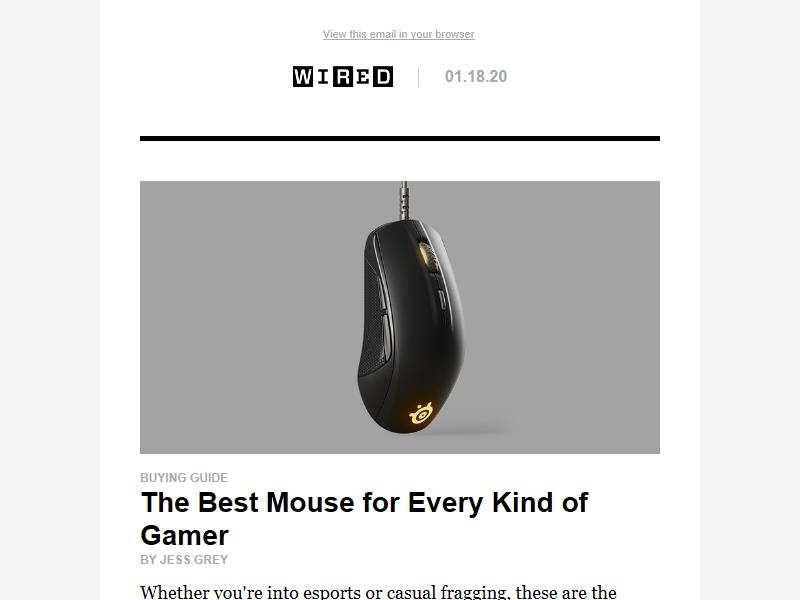 View this email in your browser
WIRED 01.18.20
BUYING GUIDE
The Best Mouse for Every Kind of
Gamer
BY JESS GREY
Whether you're into esports or casual fragging, these are the